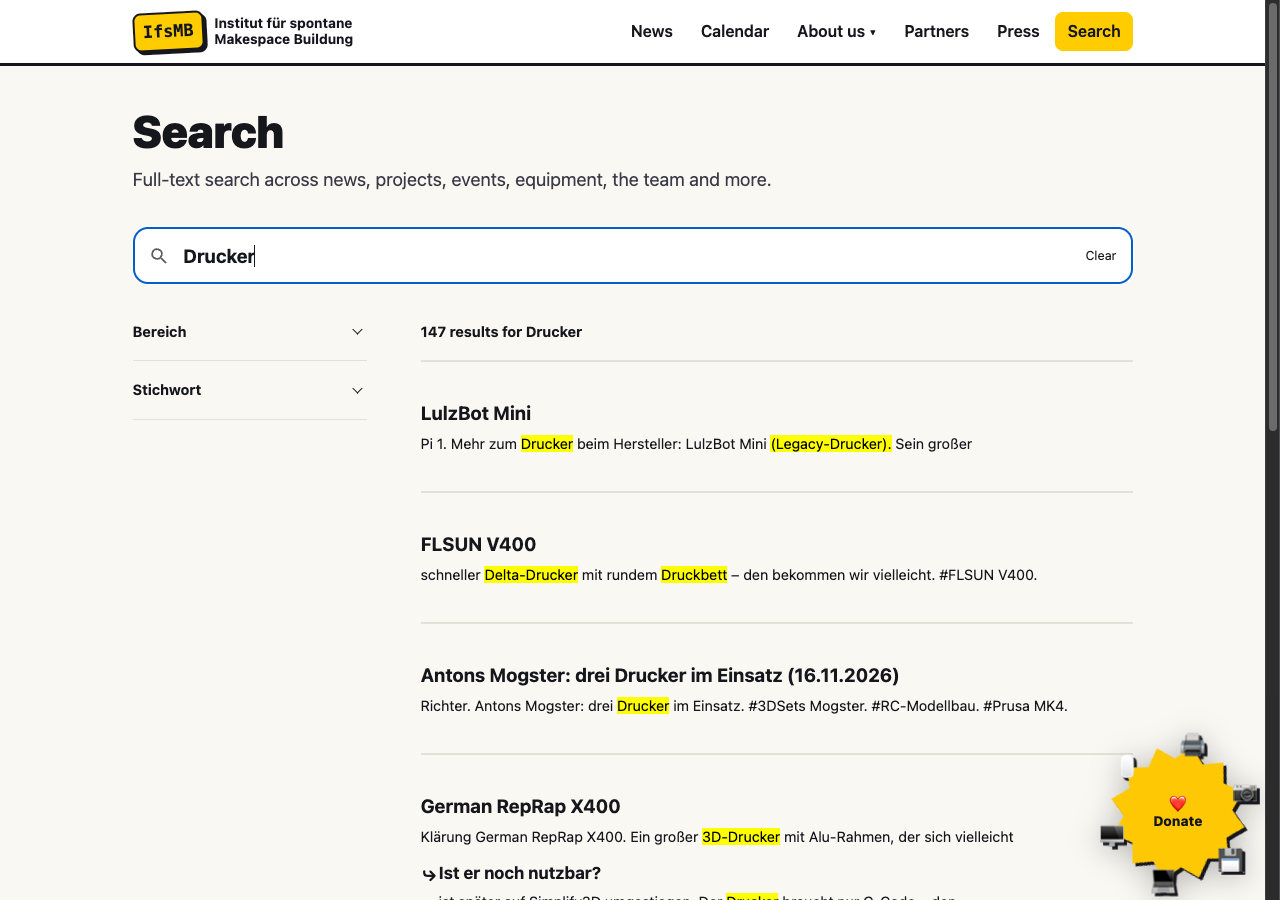 IfsMB
Institut für spontane
Makespace Buildung
News
Calendar
About us ▾
Partners
Press
Search
Search
Full-text search across news, projects, events, equipment, the team and more.
Drucker
Clear
Bereich
Stichwort
147 results for Drucker
LulzBot Mini
Pi 1. Mehr zum Drucker beim Hersteller: LulzBot Mini (Legacy-Drucker). Sein großer
FLSUN V400
schneller Delta-Drucker mit rundem Druckbett – den bekommen wir vielleicht. #FLSUN V400.
Antons Mogster: drei Drucker im Einsatz (16.11.2026)
Richter. Antons Mogster: drei Drucker im Einsatz. #3DSets Mogster. #RC-Modellbau. #Prusa MK4.
German RepRap X400
Klärung German RepRap X400. Ein großer 3D-Drucker mit Alu-Rahmen, der sich vielleicht
Ist er noch nutzbar?
Donate